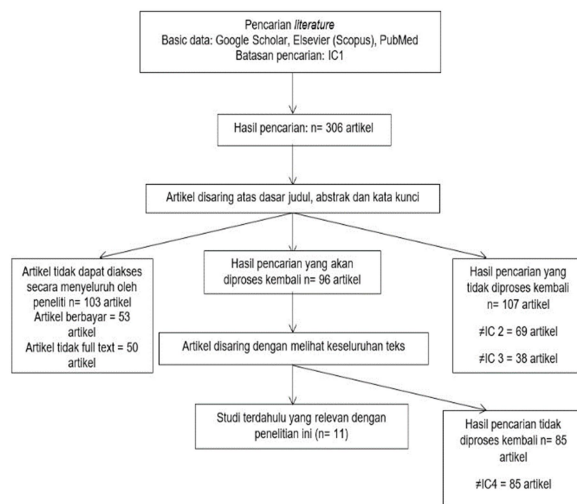 Pencarian literature
Basic data: Google Scholar, Elsevier (Scopus), PubMed
Batasan pencarian: IC1
Hasil pencarian: n= 306 artikel
Artikel disaring atas dasar judul, abstrak dan kata kunci
Artikel tidak dapat diakses
secara menyeluruh oleh
peneliti n= 103 artikel
Artikel berbayar = 53
artikel
Artikel tidak full text = 50
artikel
Hasil pencarian yang akan
diproses kembali n= 96 artikel
Hasil pencarian yang
tidak diproses kembali
n= 107 artikel
≠IC 2 = 69 artikel
≠IC 3 = 38 artikel
Artikel disaring dengan melihat keseluruhan teks
Studi terdahulu yang relevan dengan
penelitian ini (n= 11)
Hasil pencarian tidak
diproses kembali n= 85
artikel
≠IC4 = 85 artikel